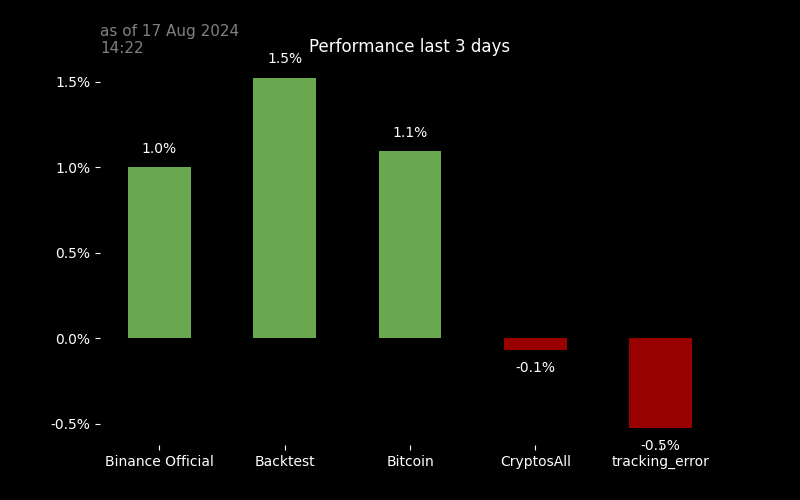 as of 17 Aug 2024
14:22
Performance last 3 days
1.5%
1.5%
1.1%
1.0%
1.0%
0.5%
0.0%
-0.1%
-0.5%
-0.5%
Binance Official
Backtest
Bitcoin
CryptosAll
tracking_error